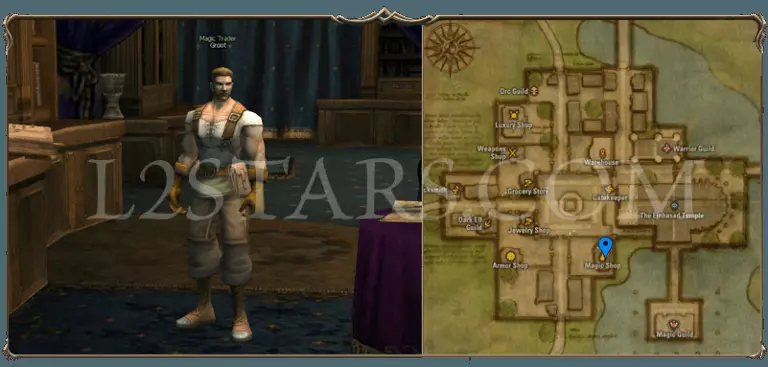 Magic Trader
Groot
L2STARS.COM
Orc Guild
Luxury Shop
Weapons
Shop
Warehouse
Warrior Guild
Grocery Store
Gatekeeper
Dark Elf
Guild
Jewelry Shop
The Einhasad Temple
Armor Shop
Magic Shop
Magic Guild